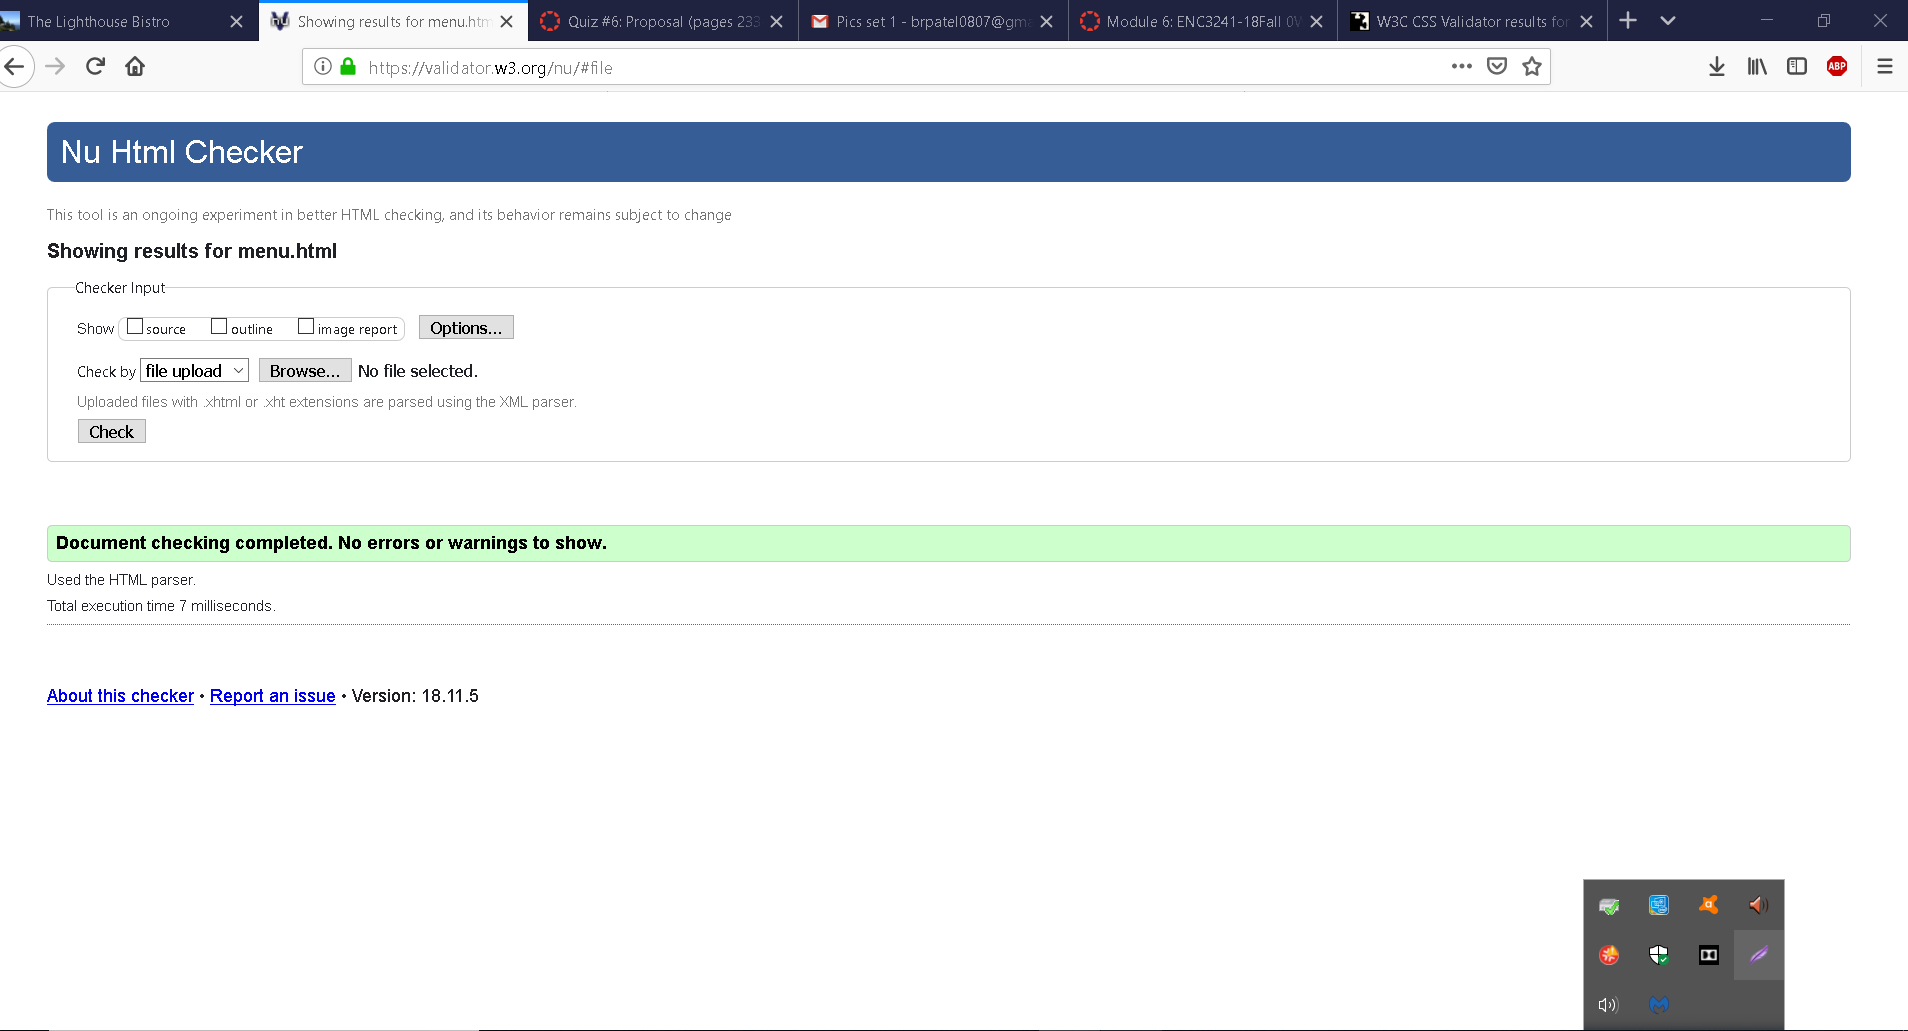 The Lighthouse Bistro
Showing results for menu.htm
Quiz #6: Proposal (pages 233
Pics set 1 - brpatel0807@gma
Module 6: ENC3241-18Fall 0W
W3C CSS Validator results for
https://validator.w3.org/nu/#file
ABP
Nu Html Checker
This tool is an ongoing experiment in better HTML checking, and its behavior remains subject to change
Showing results for menu.html
Checker Input
Show source outline image report Options...
Check by file upload Browse... No file selected.
Uploaded files with .xhtml or .xht extensions are parsed using the XML parser.
Check
Document checking completed. No errors or warnings to show.
Used the HTML parser.
Total execution time 7 milliseconds.
About this checker • Report an issue • Version: 18.11.5